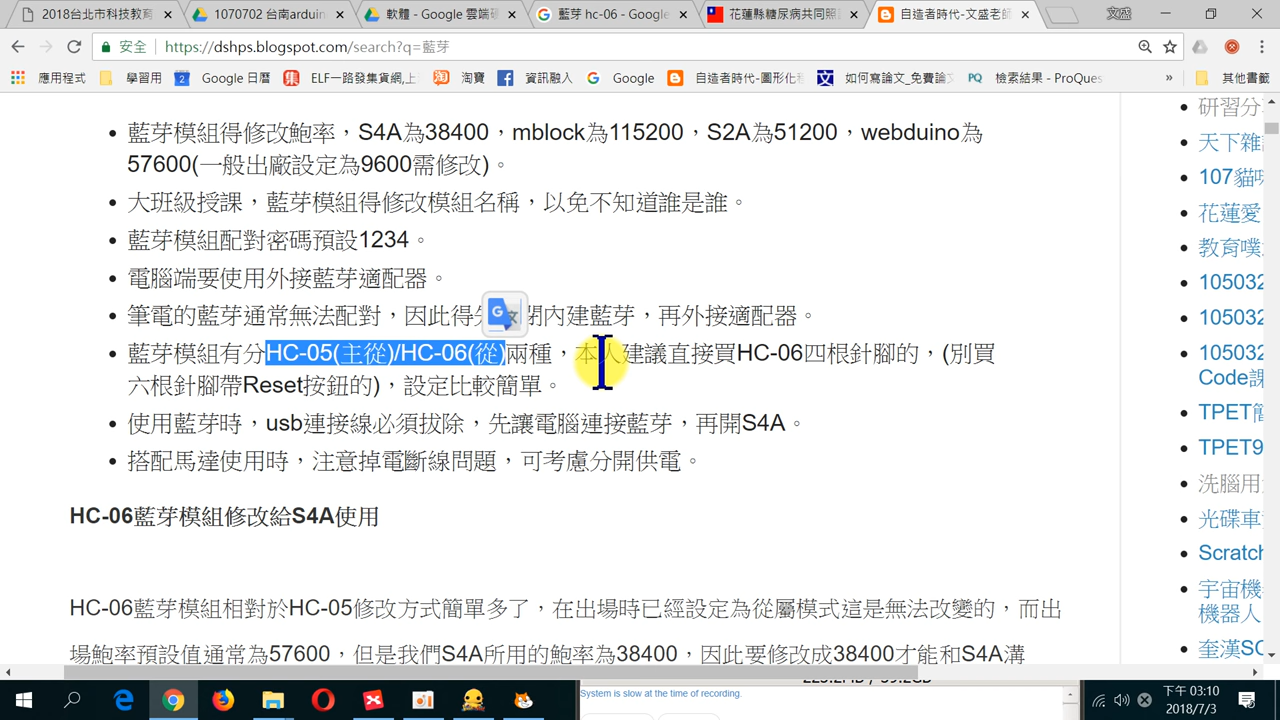 2018台北市科技教育
1070702 台南arduin
軟體 - Google 雲端硬
藍芽 hc-06 - Google
花蓮縣糖尿病共同照護
自造者時代-文盛老師
文盛
安全
https://dshps.blogspot.com/search?q=藍芽
應用程式
學習用
Google 日曆
ELF一路發集貨網,上
淘寶
資訊融入
Google
自造者時代-圖形化程
如何寫論文_免費論文
檢索結果 - ProQues
»
其他書籤
藍芽模組得修改鮑率，S4A為38400，mblock為115200，S2A為51200，webduino為
57600(一般出廠設定為9600需修改)。
大班級授課，藍芽模組得修改模組名稱，以免不知道誰是誰。
藍芽模組配對密碼預設1234。
電腦端要使用外接藍芽適配器。
筆電的藍芽通常無法配對，因此得先 閉內建藍芽，再外接適配器。
藍芽模組有分HC-05(主從)/HC-06(從)兩種，本人建議直接買HC-06四根針腳的，(別買
六根針腳帶Reset按鈕的)，設定比較簡單。
使用藍芽時，usb連接線必須拔除，先讓電腦連接藍芽，再開S4A。
搭配馬達使用時，注意掉電斷線問題，可考慮分開供電。
HC-06藍芽模組修改給S4A使用
HC-06藍芽模組相對於HC-05修改方式簡單多了，在出場時已經設定為從屬模式這是無法改變的，而出
場鮑率預設值通常為57600，但是我們S4A所用的鮑率為38400，因此要修改成38400才能和S4A溝
研習分
天下雜
107貓咪
花蓮愛
教育噗
105032
105032
105032
Code課
TPET簡
TPET9
洗腦用
光碟車
Scratch
宇宙機
機器人
奎漢SC
System is slow at the time of recording.
下午 03:10
2018/7/3